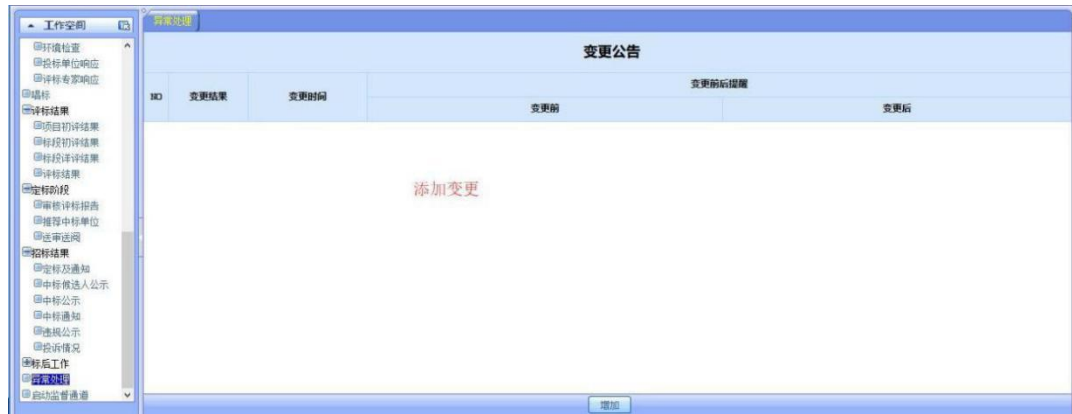 工作空间
异常处理
环境检查
投标单位响应
评标专家响应
唱标
评标结果
项目初评结果
标段初评结果
标段详评结果
评标结果
定标阶段
审核评标报告
推荐中标单位
送审送阅
招标结果
定标及通知
中标候选人公示
中标公示
中标通知
违规公示
投诉情况
标后工作
异常处理
启动监督通道
变更公告
NO
变更结果
变更时间
变更前后提醒
变更前
变更后
添加变更
增加